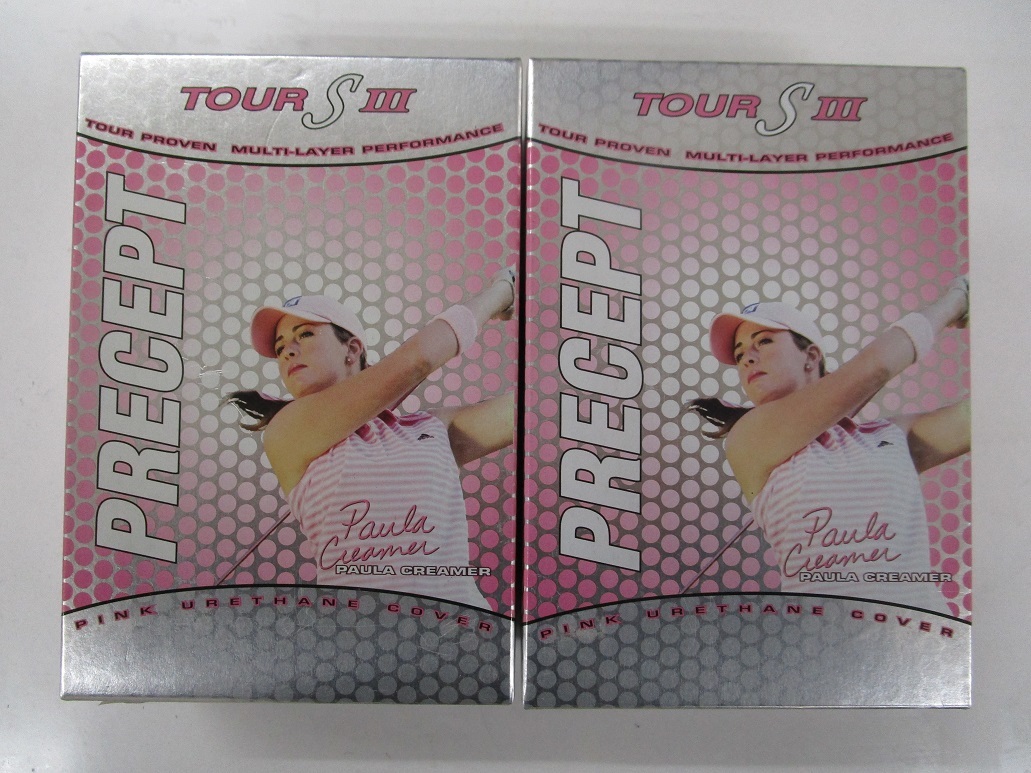 TOUR S III
TOUR PROVEN MULTI-LAYER PERFORMANCE
PRECEPT
Paula
Creamer
PAULA CREAMER
PINK URETHANE COVER
TOUR S III
TOUR PROVEN MULTI-LAYER PERFORMANCE
PRECEPT
Paula
Creamer
PAULA CREAMER
PINK URETHANE COVER